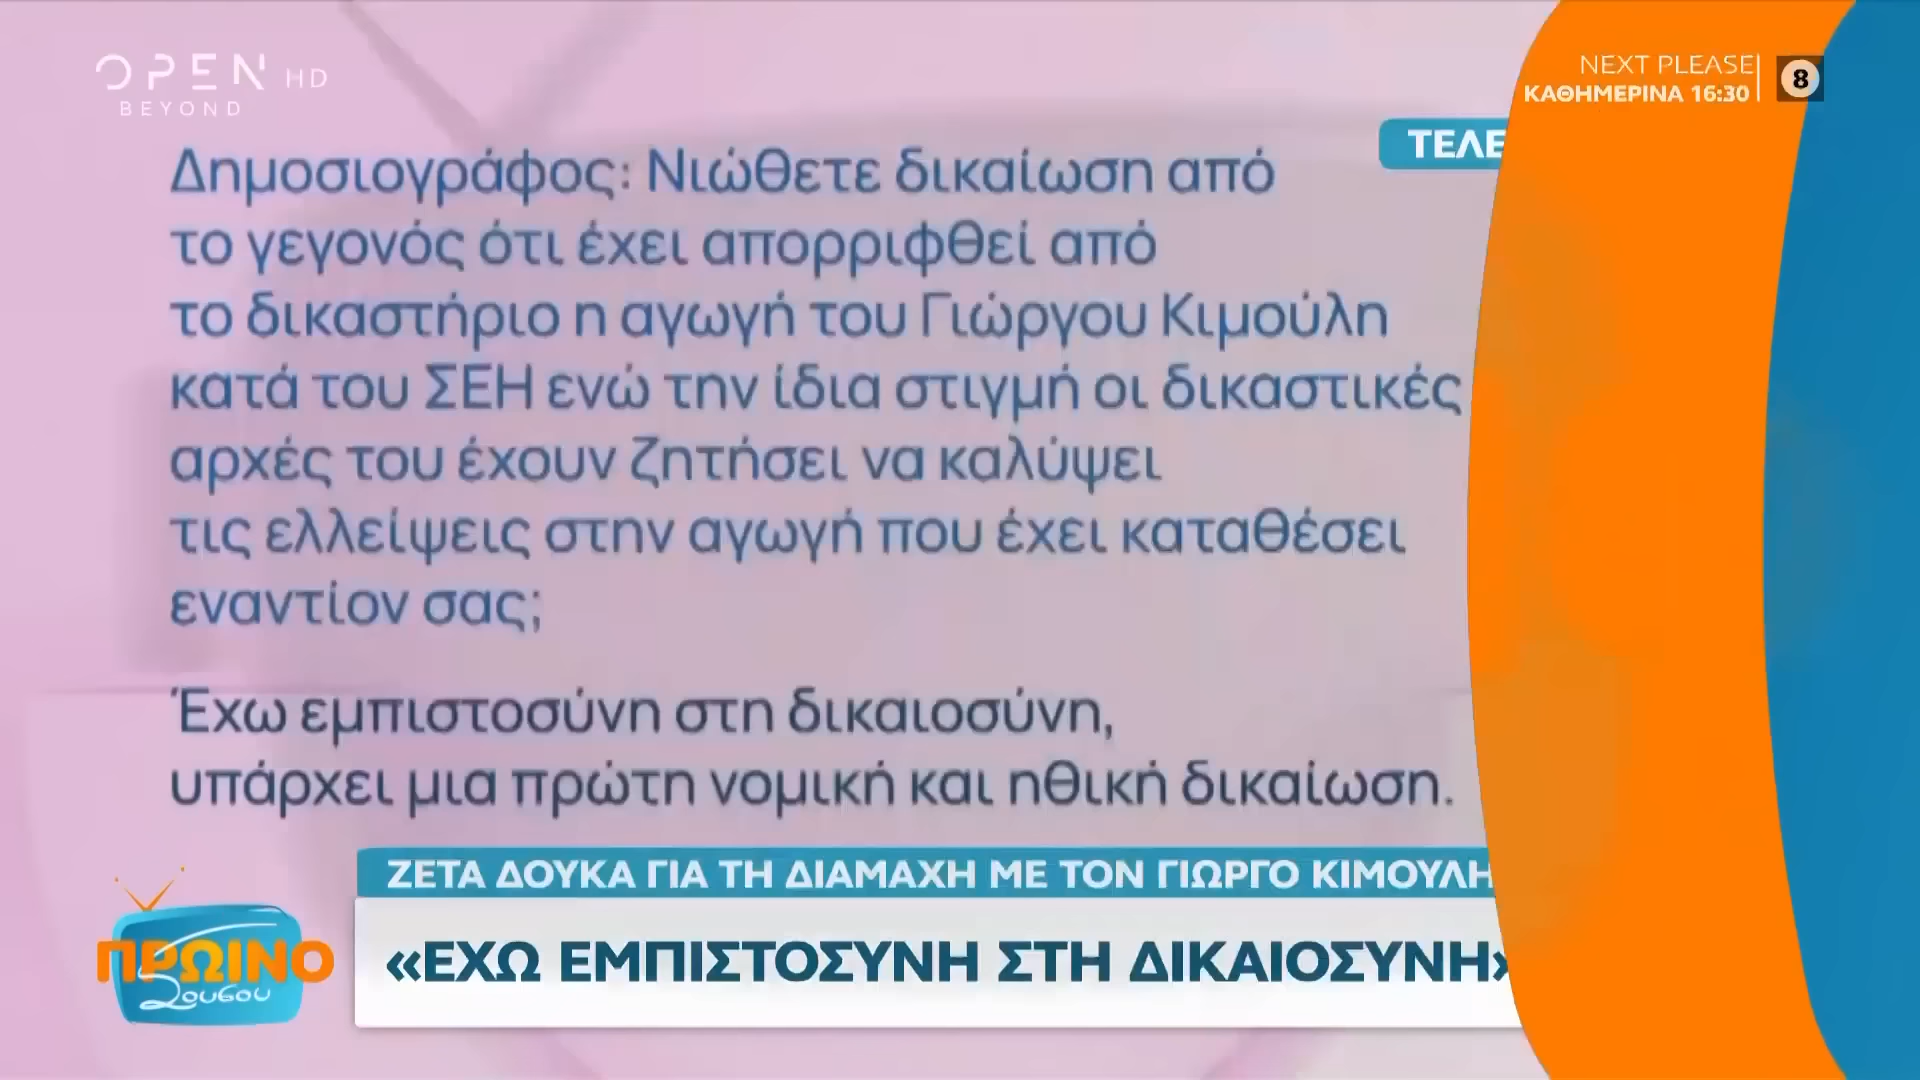 OPEN HD
BEYOND
NEXT PLEASE
ΚΑΘΗΜΕΡΙΝΑ 16:30
8
Δημοσιογράφος: Νιώθετε δικαίωση από
το γεγονός ότι έχει απορριφθεί από
το δικαστήριο η αγωγή του Γιώργου Κιμούλη
κατά του ΣΕΗ ενώ την ίδια στιγμή οι δικαστικές
αρχές του έχουν ζητήσει να καλύψει
τις ελλείψεις στην αγωγή που έχει καταθέσει
εναντίον σας;
Έχω εμπιστοσύνη στη δικαιοσύνη,
υπάρχει μια πρώτη νομική και ηθική δικαίωση.
ΖΕΤΑ ΔΟΥΚΑ ΓΙΑ ΤΗ ΔΙΑΜΑΧΗ ΜΕ ΤΟΝ ΓΙΩΡΓΟ ΚΙΜΟΥΛΗ
«ΕΧΩ ΕΜΠΙΣΤΟΣΥΝΗ ΣΤΗ ΔΙΚΑΙΟΣΥΝΗ»
ΠΡΩΙΝΟ
Σου Σου